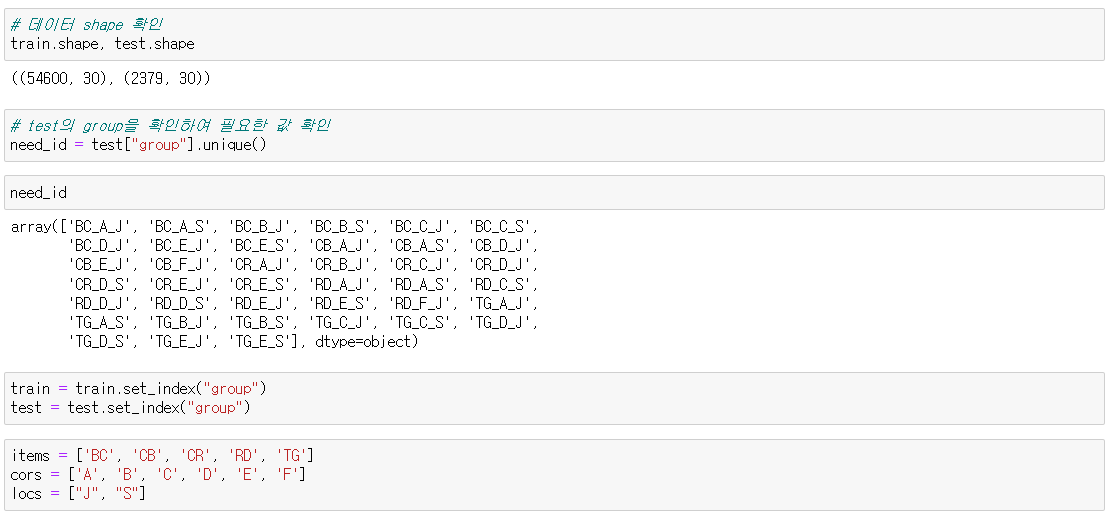 # 데이터 shape 확인
train.shape, test.shape
((54600, 30), (2379, 30))
# test의 group을 확인하여 필요한 값 확인
need_id = test["group"].unique()
need_id
array(['BC_A_J', 'BC_A_S', 'BC_B_J', 'BC_B_S', 'BC_C_J', 'BC_C_S',
'BC_D_J', 'BC_E_J', 'BC_E_S', 'CB_A_J', 'CB_A_S', 'CB_D_J',
'CB_E_J', 'CB_F_J', 'CR_A_J', 'CR_B_J', 'CR_C_J', 'CR_D_J',
'CR_D_S', 'CR_E_J', 'CR_E_S', 'RD_A_J', 'RD_A_S', 'RD_C_S',
'RD_D_J', 'RD_D_S', 'RD_E_J', 'RD_E_S', 'RD_F_J', 'TG_A_J',
'TG_A_S', 'TG_B_J', 'TG_B_S', 'TG_C_J', 'TG_C_S', 'TG_D_J',
'TG_D_S', 'TG_E_J', 'TG_E_S'], dtype=object)
train = train.set_index("group")
test = test.set_index("group")
items = ['BC', 'CB', 'CR', 'RD', 'TG']
cors = ['A', 'B', 'C', 'D', 'E', 'F']
locs = ["J", "S"]